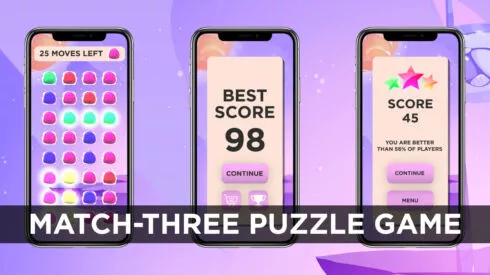 25 MOVES LEFT
BEST
SCORE
98
CONTINUE
SCORE
45
YOU ARE BETTER
THAN 56% OF PLAYERS
CONTINUE
MENU
MATCH-THREE PUZZLE GAME